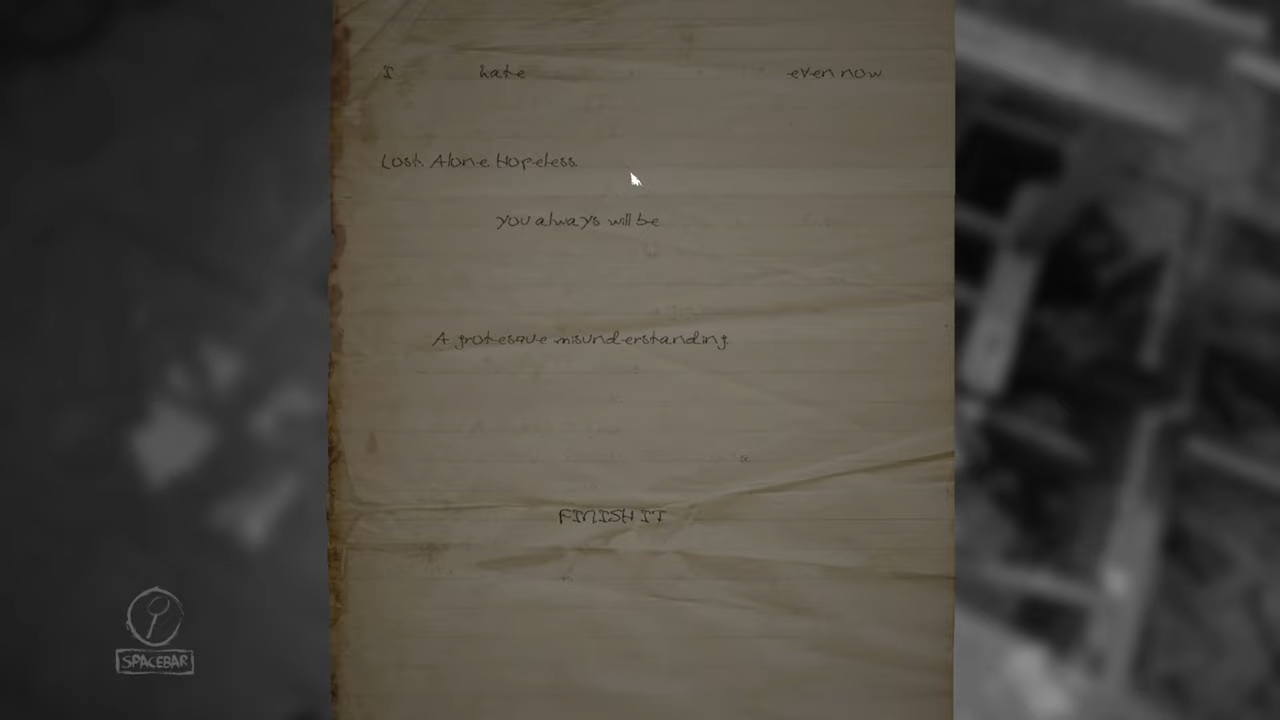 I hate even now
Lost. Alone. Hopeless.
you always will be
A grotesque misunderstanding.
FINISH IT
SPACEBAR